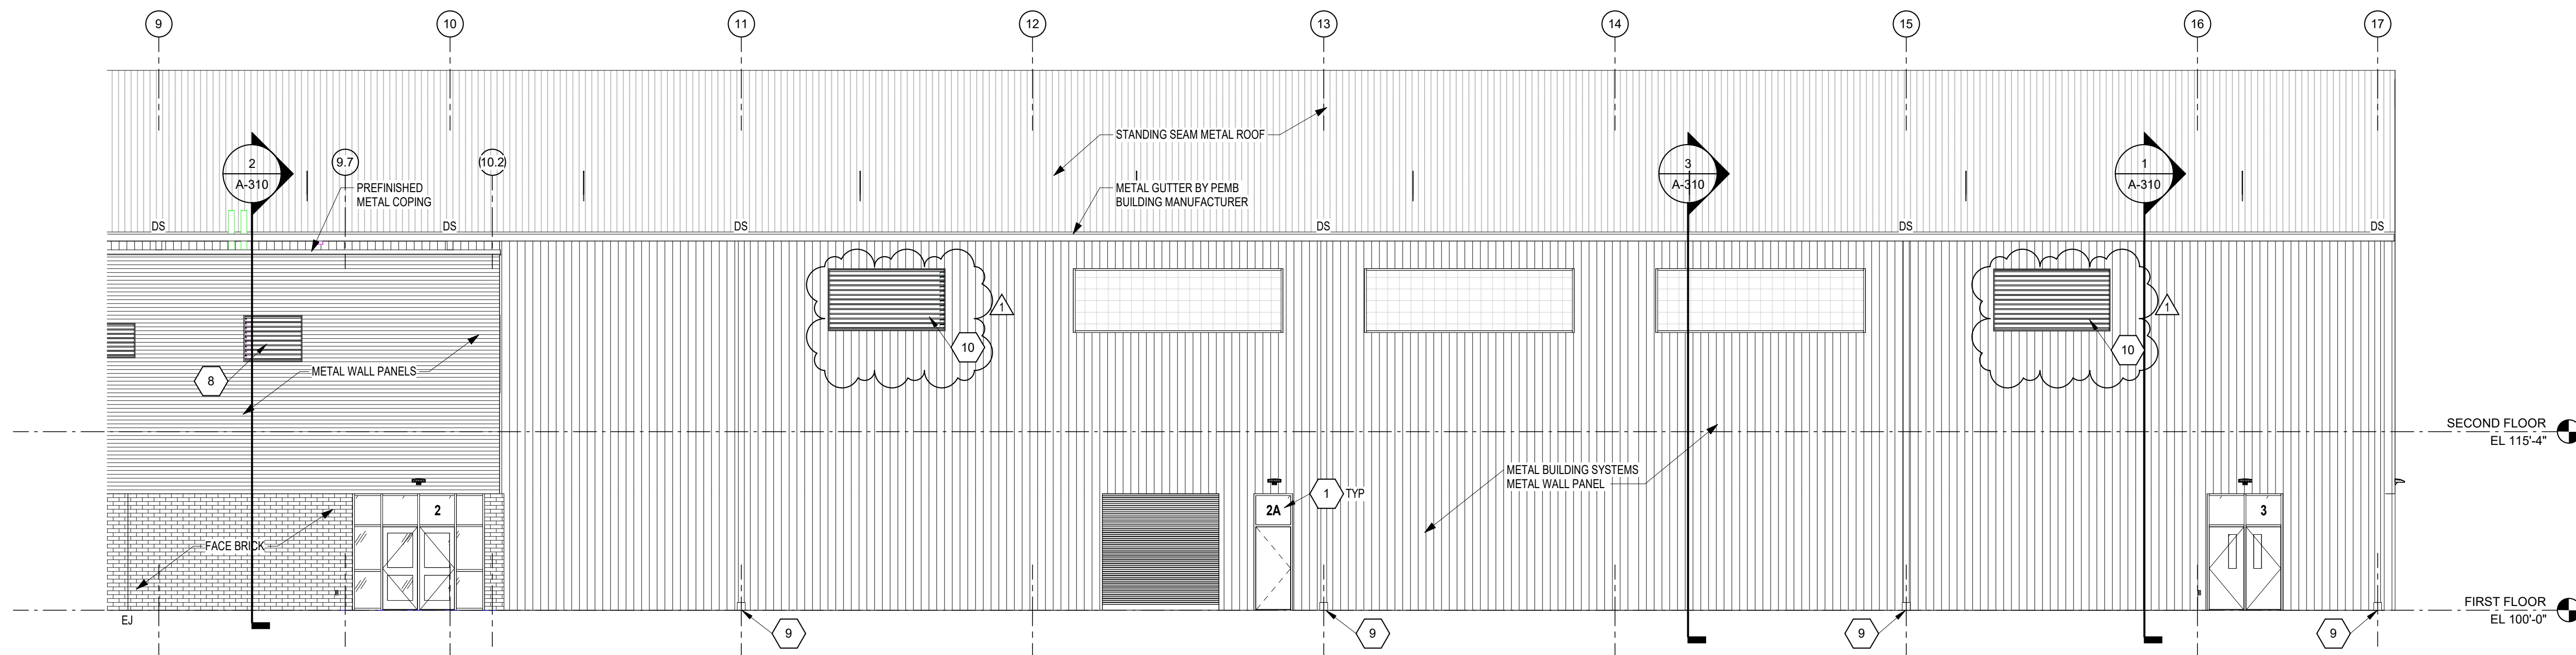 9
10
11
12
13
14
15
16
17
STANDING SEAM METAL ROOF
2
A-310
9.7
(10.2)
3
A-310
1
A-310
PREFINISHED
METAL COPING
METAL GUTTER BY PEMB
BUILDING MANUFACTURER
DS
DS
DS
DS
DS
DS
1
1
10
10
8
METAL WALL PANELS
SECOND FLOOR
EL 115'-4"
METAL BUILDING SYSTEMS
METAL WALL PANEL
1
TYP
2
2A
3
FACE BRICK
FIRST FLOOR
EL 100'-0"
EJ
9
9
9
9